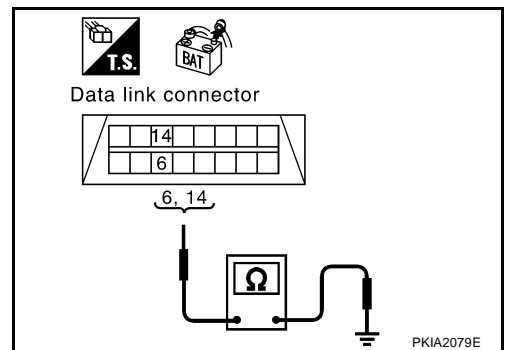 T.S.
BAT
Data link connector
14
6
6, 14
Ω
PKIA2079E